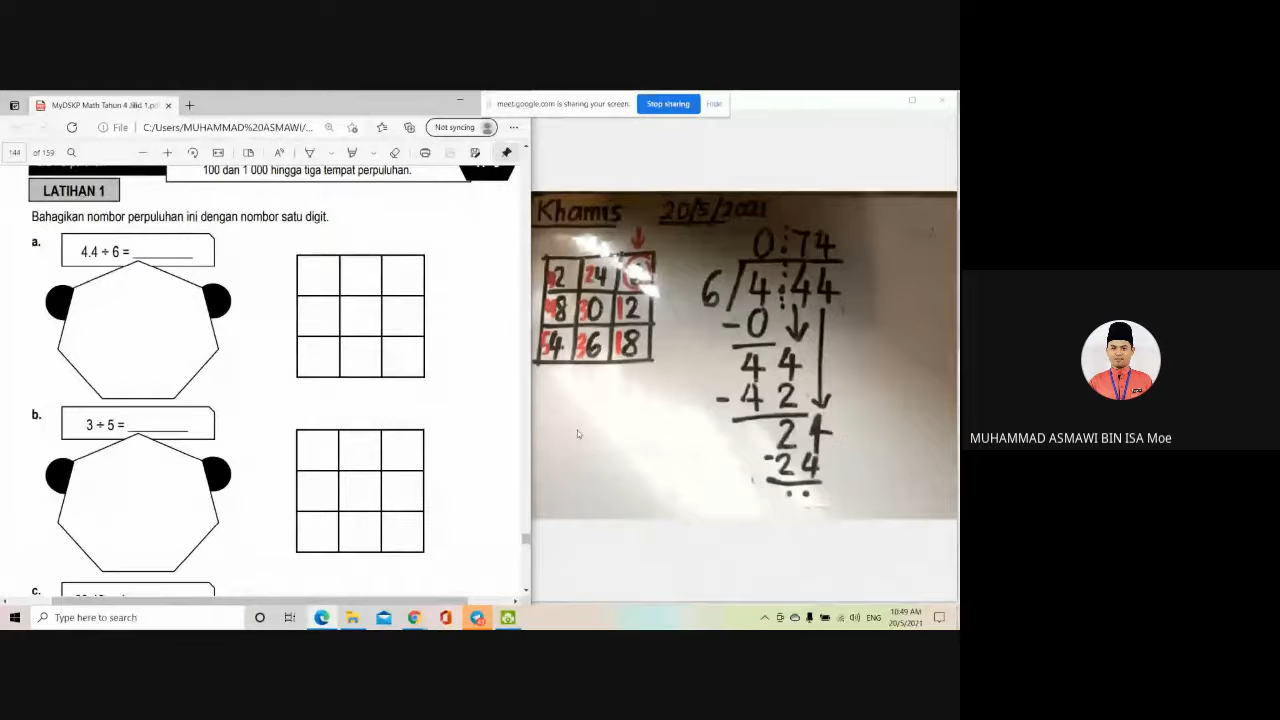 MyDSKP Math Tahun 4 Jilid 1.pdf
meet.google.com is sharing your screen.
Stop sharing
Hide
File
C:/Users/MUHAMMAD%20ASMAWI/...
Not syncing
144 of 159
100 dan 1 000 hingga tiga tempat perpuluhan.
LATIHAN 1
Bahagikan nombor perpuluhan ini dengan nombor satu digit.
a.
4.4 ÷ 6 = ________
b.
3 ÷ 5 = ________
c.
Khamis 20/5/2021
42 24
48 30 12
54 36 18
0.74
6 4.44
-0
44
-42
24
-24
MUHAMMAD ASMAWI BIN ISA Moe
Type here to search
ENG
10:49 AM
20/5/2021